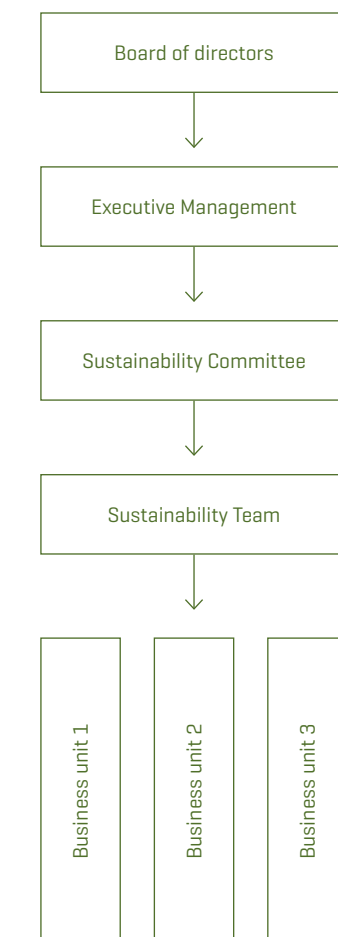 Board of directors
Executive Management
Sustainability Committee
Sustainability Team
Business unit 1
Business unit 2
Business unit 3